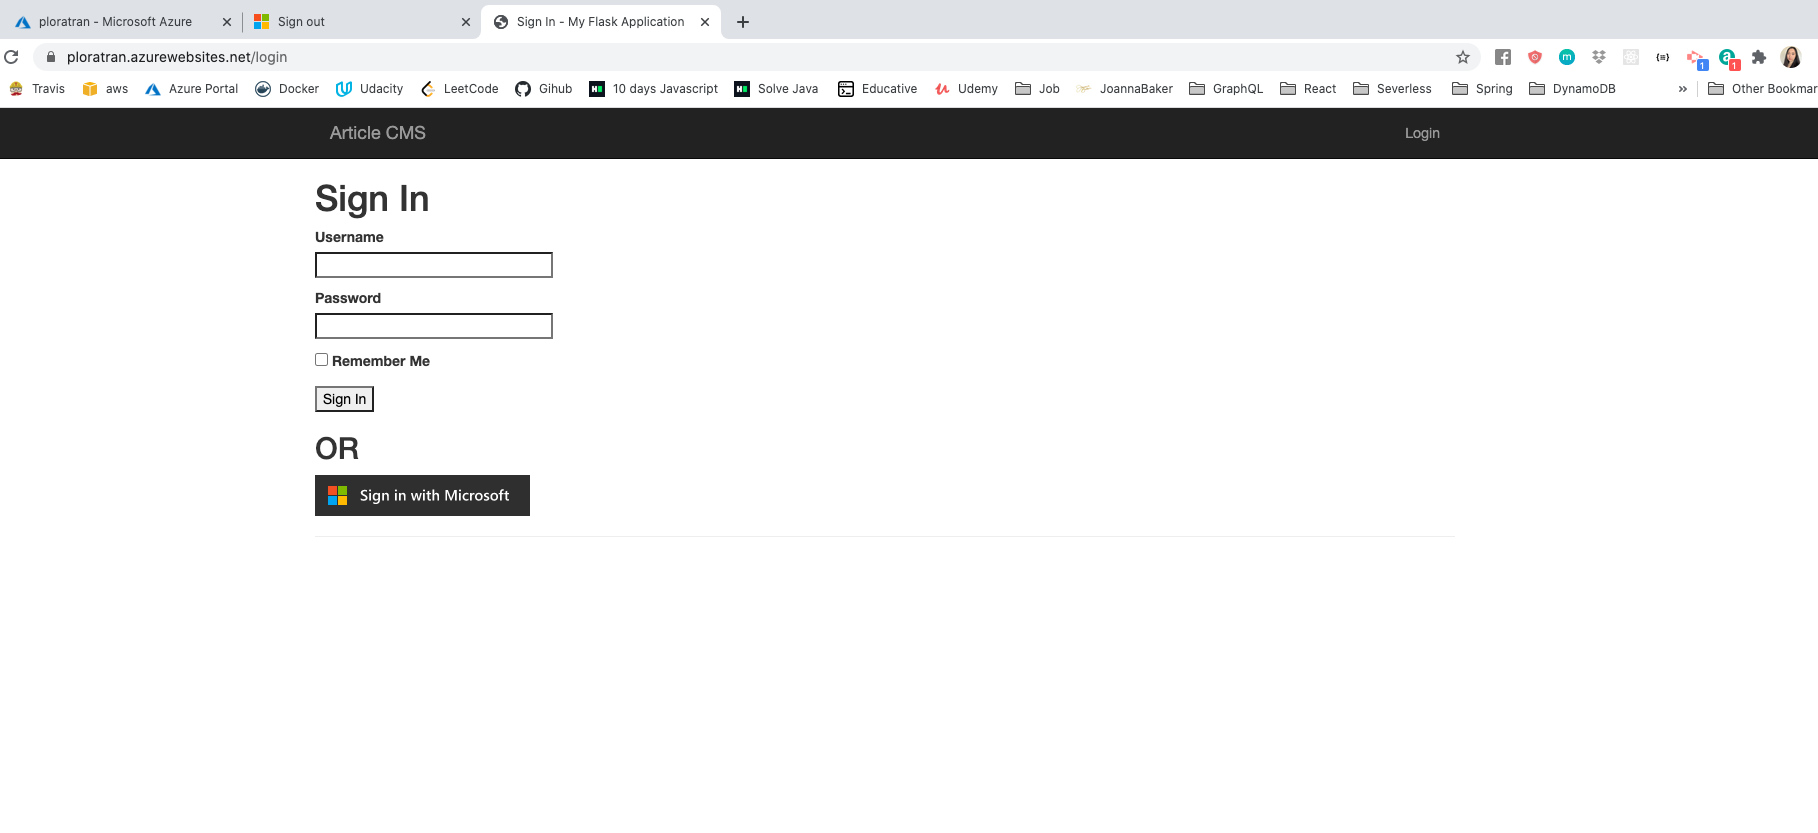 ploratran - Microsoft Azure Sign out Sign In - My Flask Application
ploratran.azurewebsites.net/login
Travis aws Azure Portal Docker Udacity LeetCode Gihub 10 days Javascript Solve Java Educative Udemy Job JoannaBaker GraphQL React Severless Spring DynamoDB » Other Bookmar
Article CMS Login
Sign In
Username
Password
Remember Me
Sign In
OR
Sign in with Microsoft